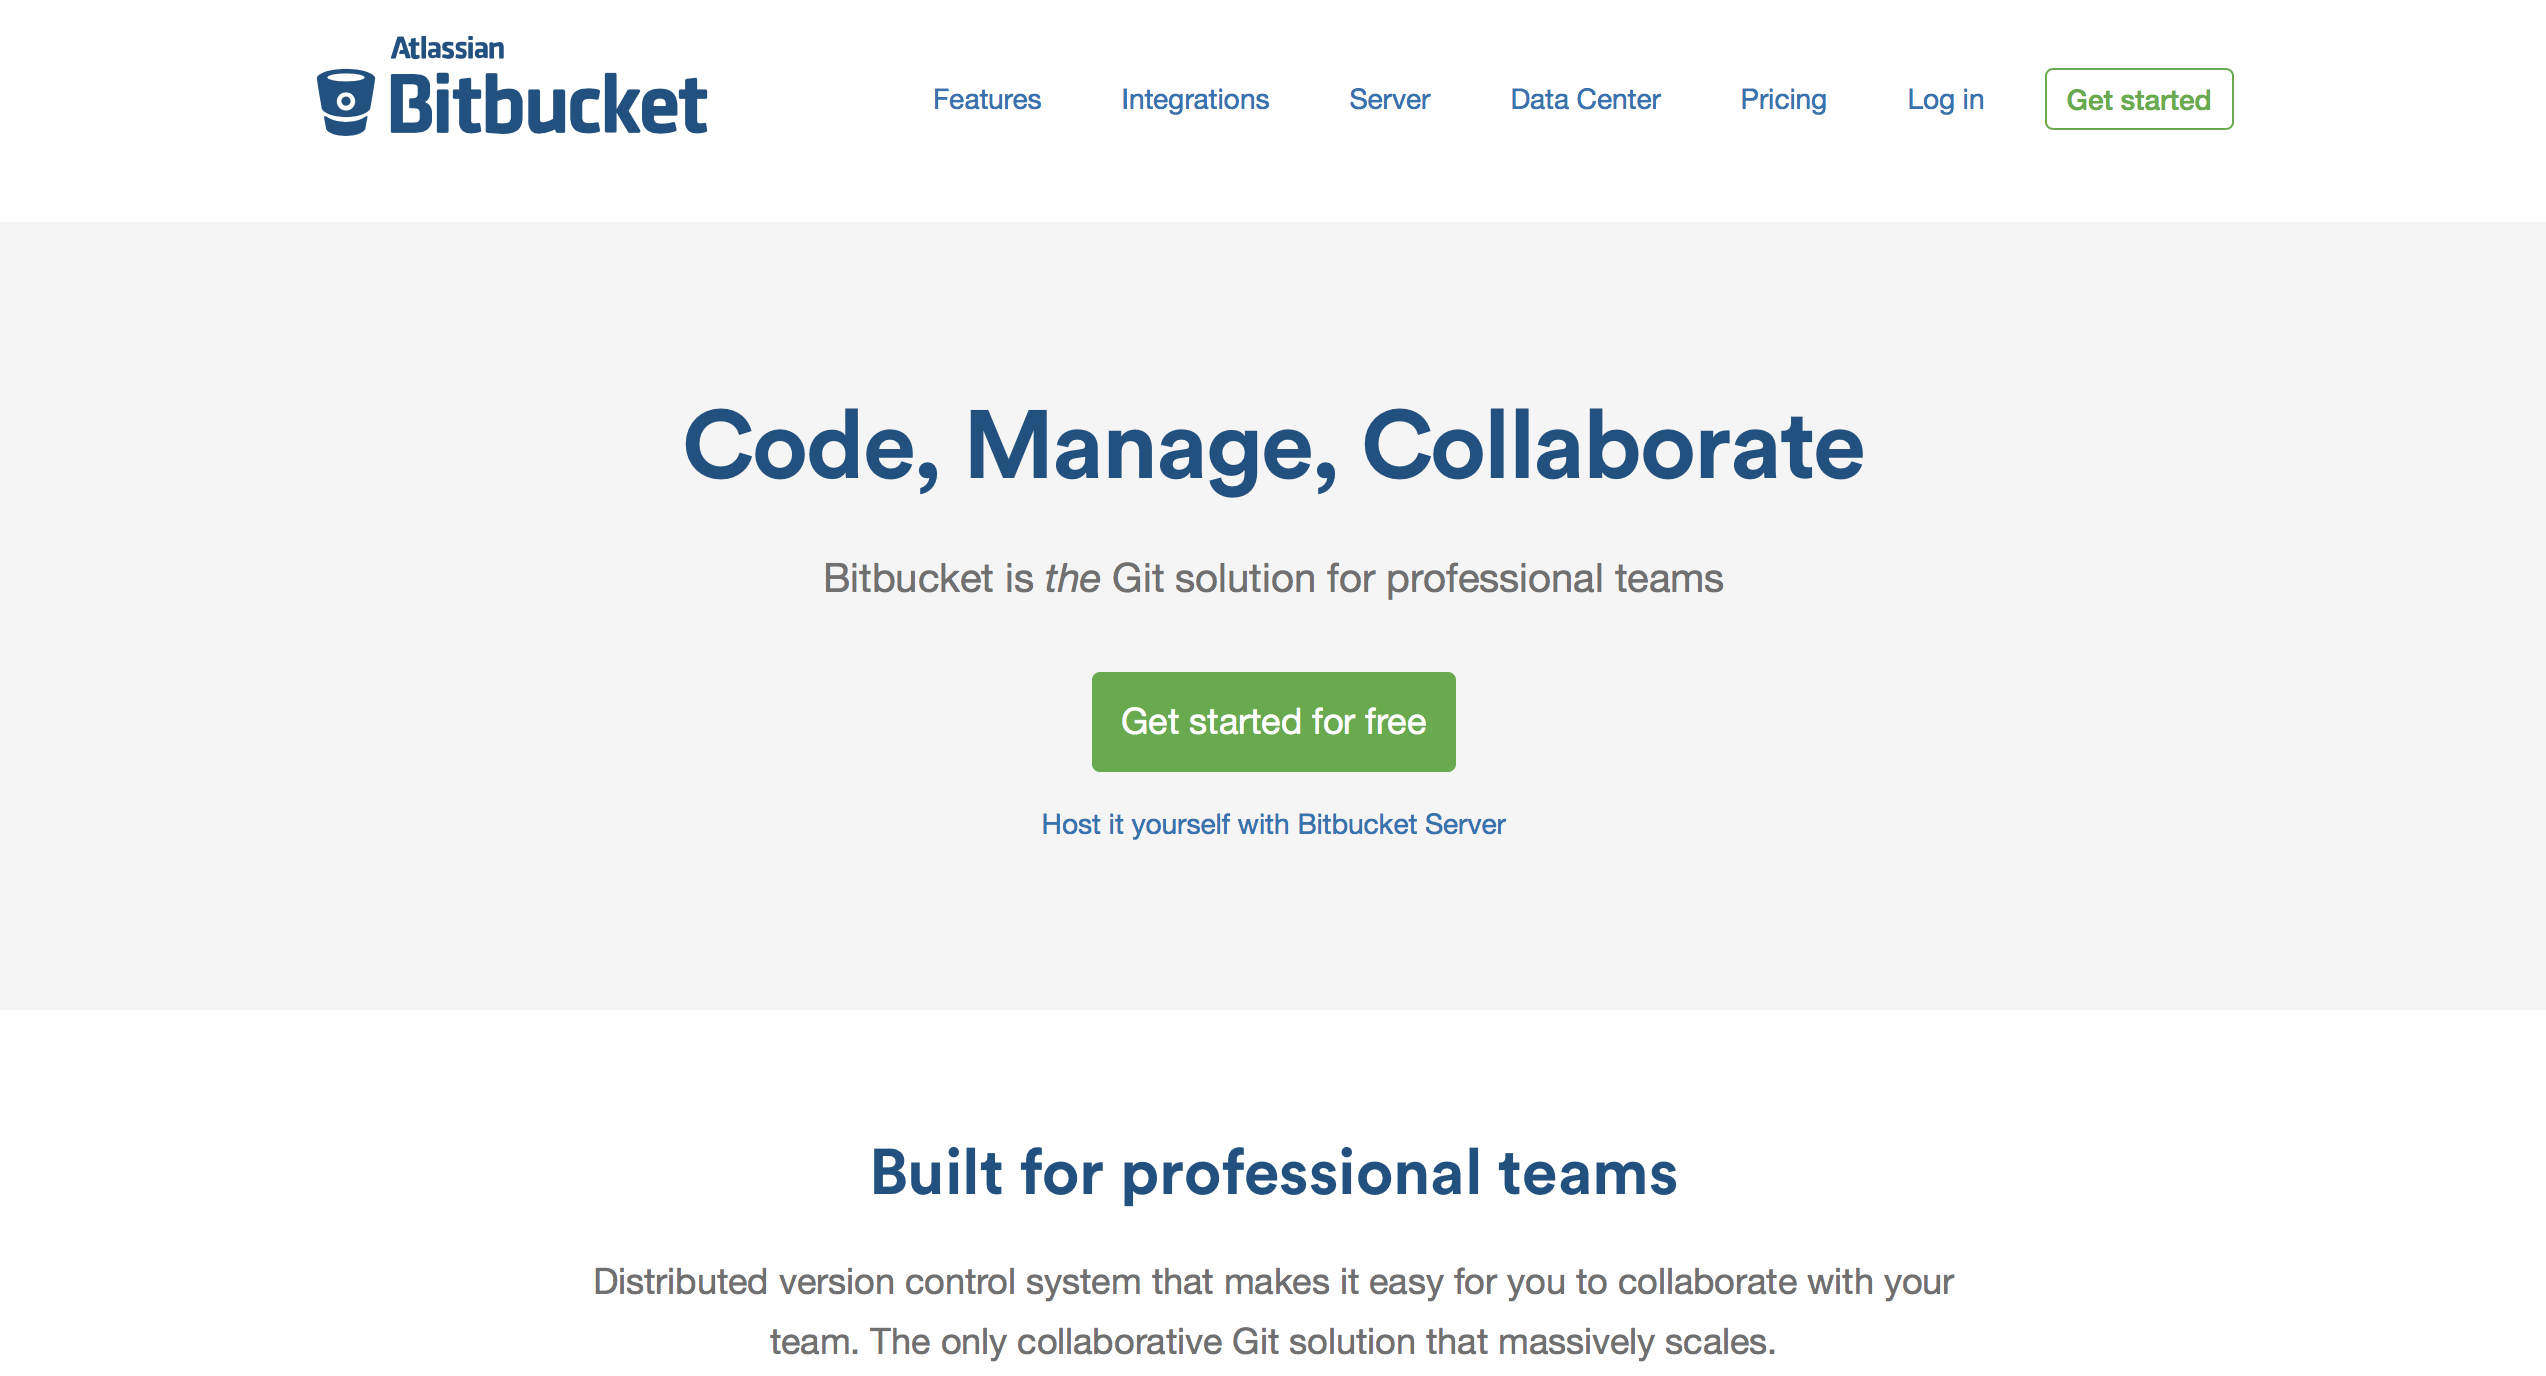 Atlassian
Bitbucket
Features Integrations Server Data Center Pricing Log in Get started
Code, Manage, Collaborate
Bitbucket is the Git solution for professional teams
Get started for free
Host it yourself with Bitbucket Server
Built for professional teams
Distributed version control system that makes it easy for you to collaborate with your
team. The only collaborative Git solution that massively scales.